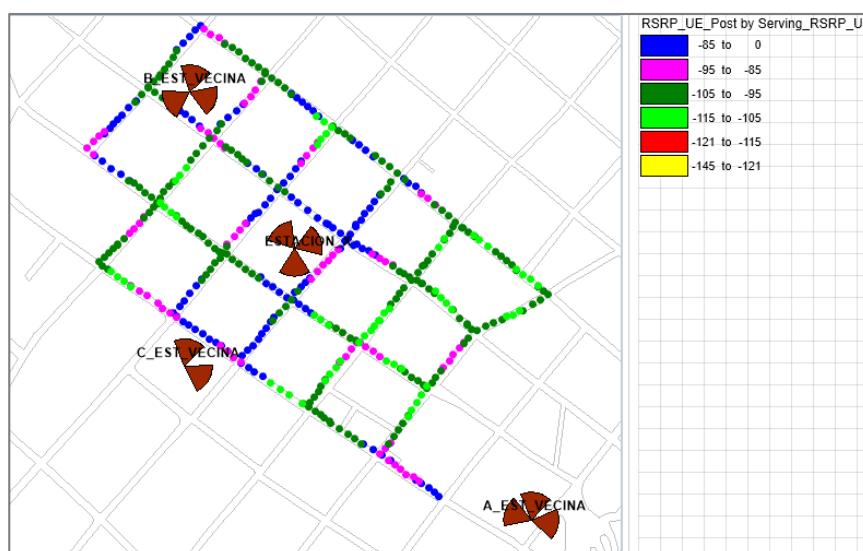 RSRP_UE_Post by Serving_RSRP_U
-85 to 0
-95 to -85
-105 to -95
-115 to -105
-121 to -115
-145 to -121
B_EST_VECINA
ESTACION
C_EST_VECINA
A_EST_VECINA